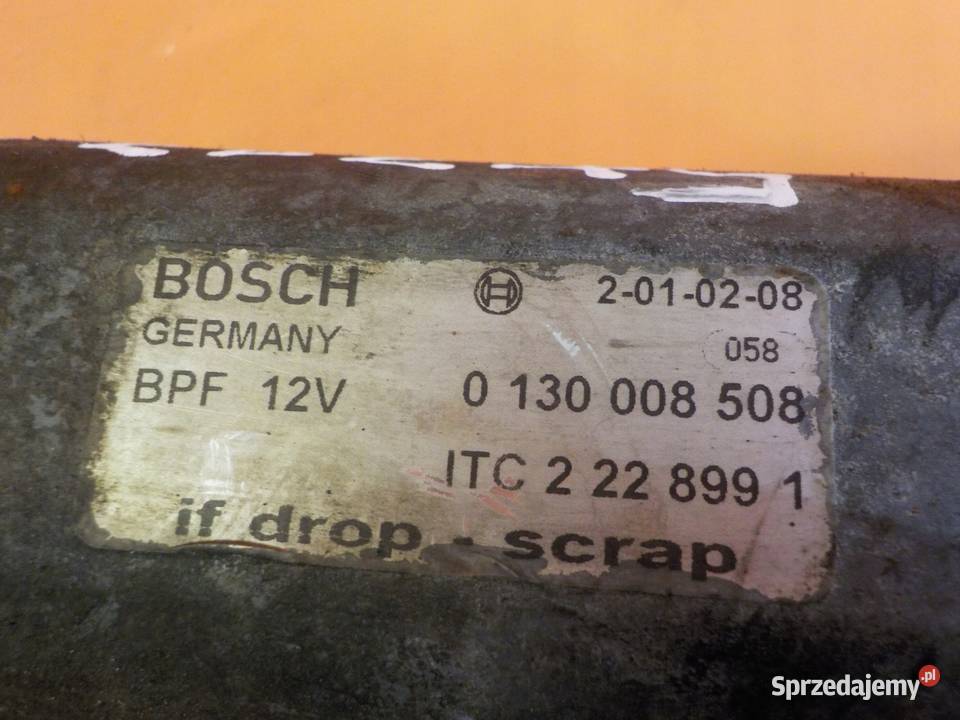 BOSCH 2-01-02-08
GERMANY 058
BPF 12V 0 130 008 508
ITC 2 22 899 1
if drop - scrap
Sprzedajemy.pl